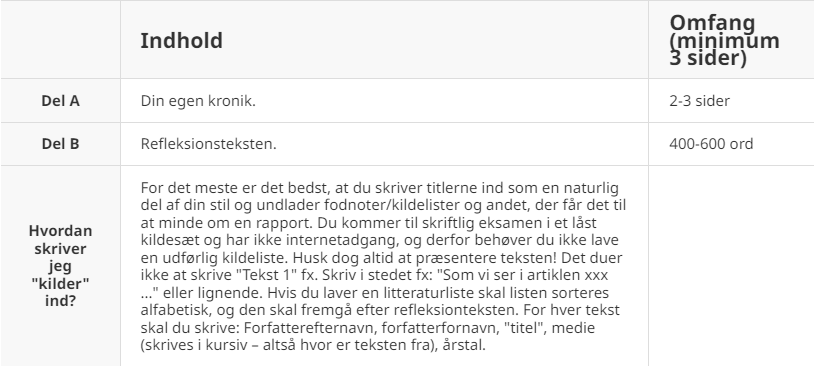 Indhold
Omfang
(minimum
3 sider)
Del A
Din egen kronik.
2-3 sider
Del B
Refleksionsteksten.
400-600 ord
Hvordan
skriver
jeg
"kilder"
ind?
For det meste er det bedst, at du skriver titlerne ind som en naturlig
del af din stil og undlader fodnoter/kildelister og andet, der får det til
at minde om en rapport. Du kommer til skriftlig eksamen i et låst
kildesæt og har ikke internetadgang, og derfor behøver du ikke lave
en udførlig kildeliste. Husk dog altid at præsentere teksten! Det duer
ikke at skrive "Tekst 1" fx. Skriv i stedet fx: "Som vi ser i artiklen xxx
..." eller lignende. Hvis du laver en litteraturliste skal listen sorteres
alfabetisk, og den skal fremgå efter refleksionteksten. For hver tekst
skal du skrive: Forfatterefternavn, forfatterfornavn, "titel", medie
(skrives i kursiv – altså hvor er teksten fra), årstal.